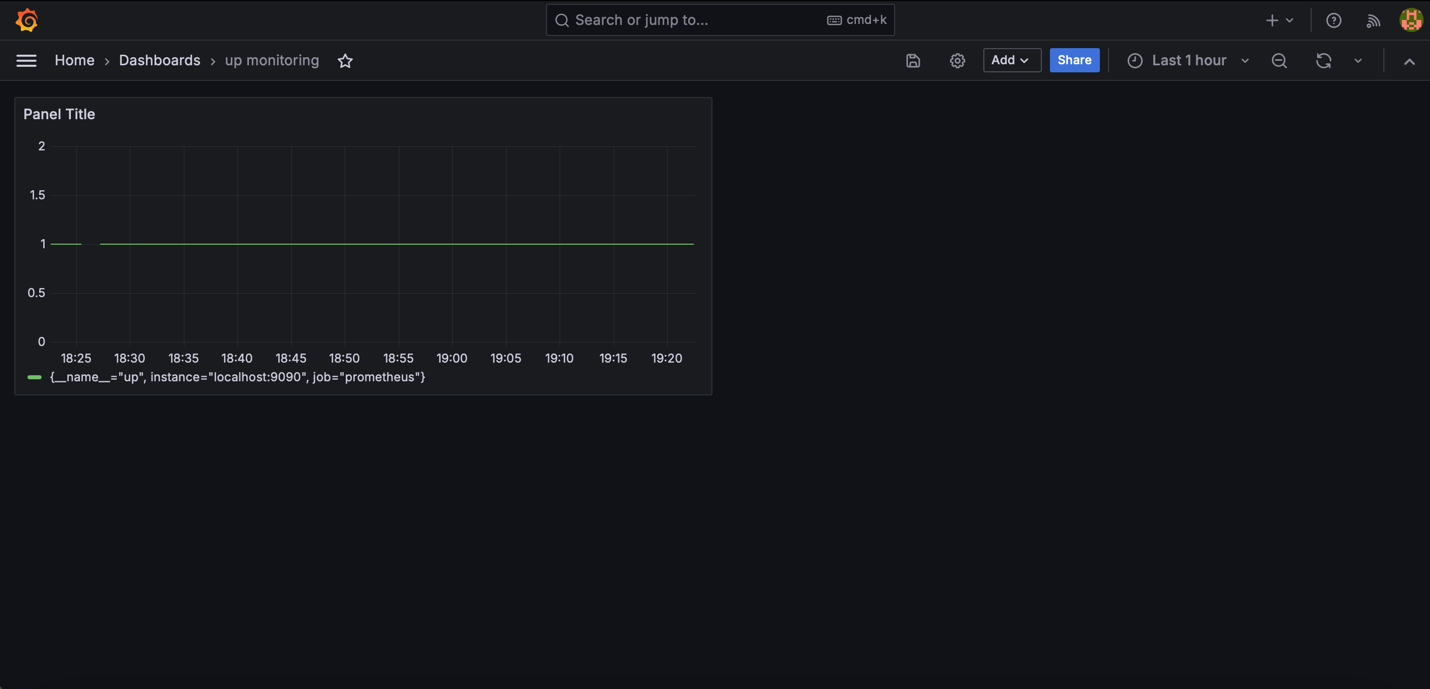 Search or jump to... cmd+k
Home › Dashboards › up monitoring Add Share Last 1 hour
Panel Title
2
1.5
1
0.5
0
18:25 18:30 18:35 18:40 18:45 18:50 18:55 19:00 19:05 19:10 19:15 19:20
{__name__="up", instance="localhost:9090", job="prometheus"}